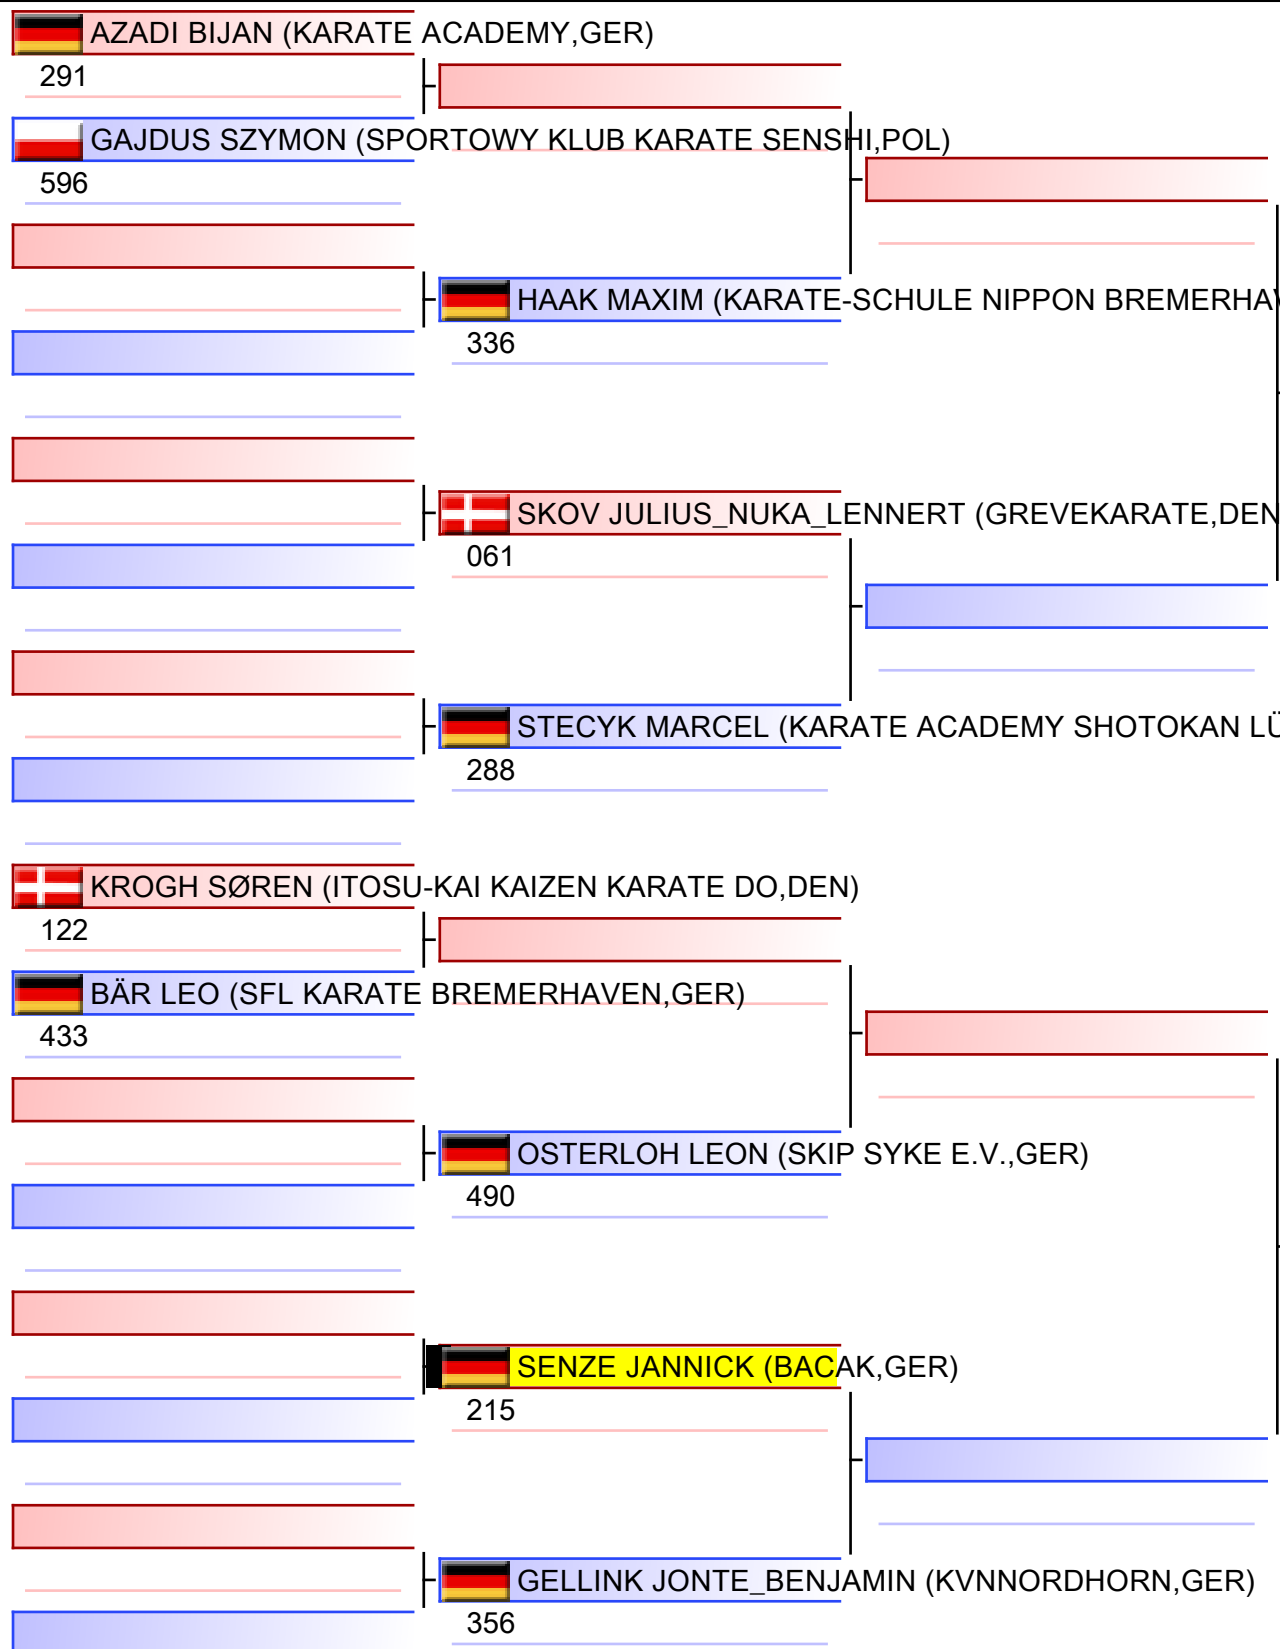 AZADI BIJAN (KARATE ACADEMY,GER)
291
GAJDUS SZYMON (SPORTOWY KLUB KARATE SENSHI,POL)
596
HAAK MAXIM (KARATE-SCHULE NIPPON BREMERHAV
336
SKOV JULIUS_NUKA_LENNERT (GREVEKARATE,DEN
061
STECYK MARCEL (KARATE ACADEMY SHOTOKAN LÜ
288
KROGH SØREN (ITOSU-KAI KAIZEN KARATE DO,DEN)
122
BÄR LEO (SFL KARATE BREMERHAVEN,GER)
433
OSTERLOH LEON (SKIP SYKE E.V.,GER)
490
SENZE JANNICK (BACAK,GER)
215
GELLINK JONTE_BENJAMIN (KVNNORDHORN,GER)
356